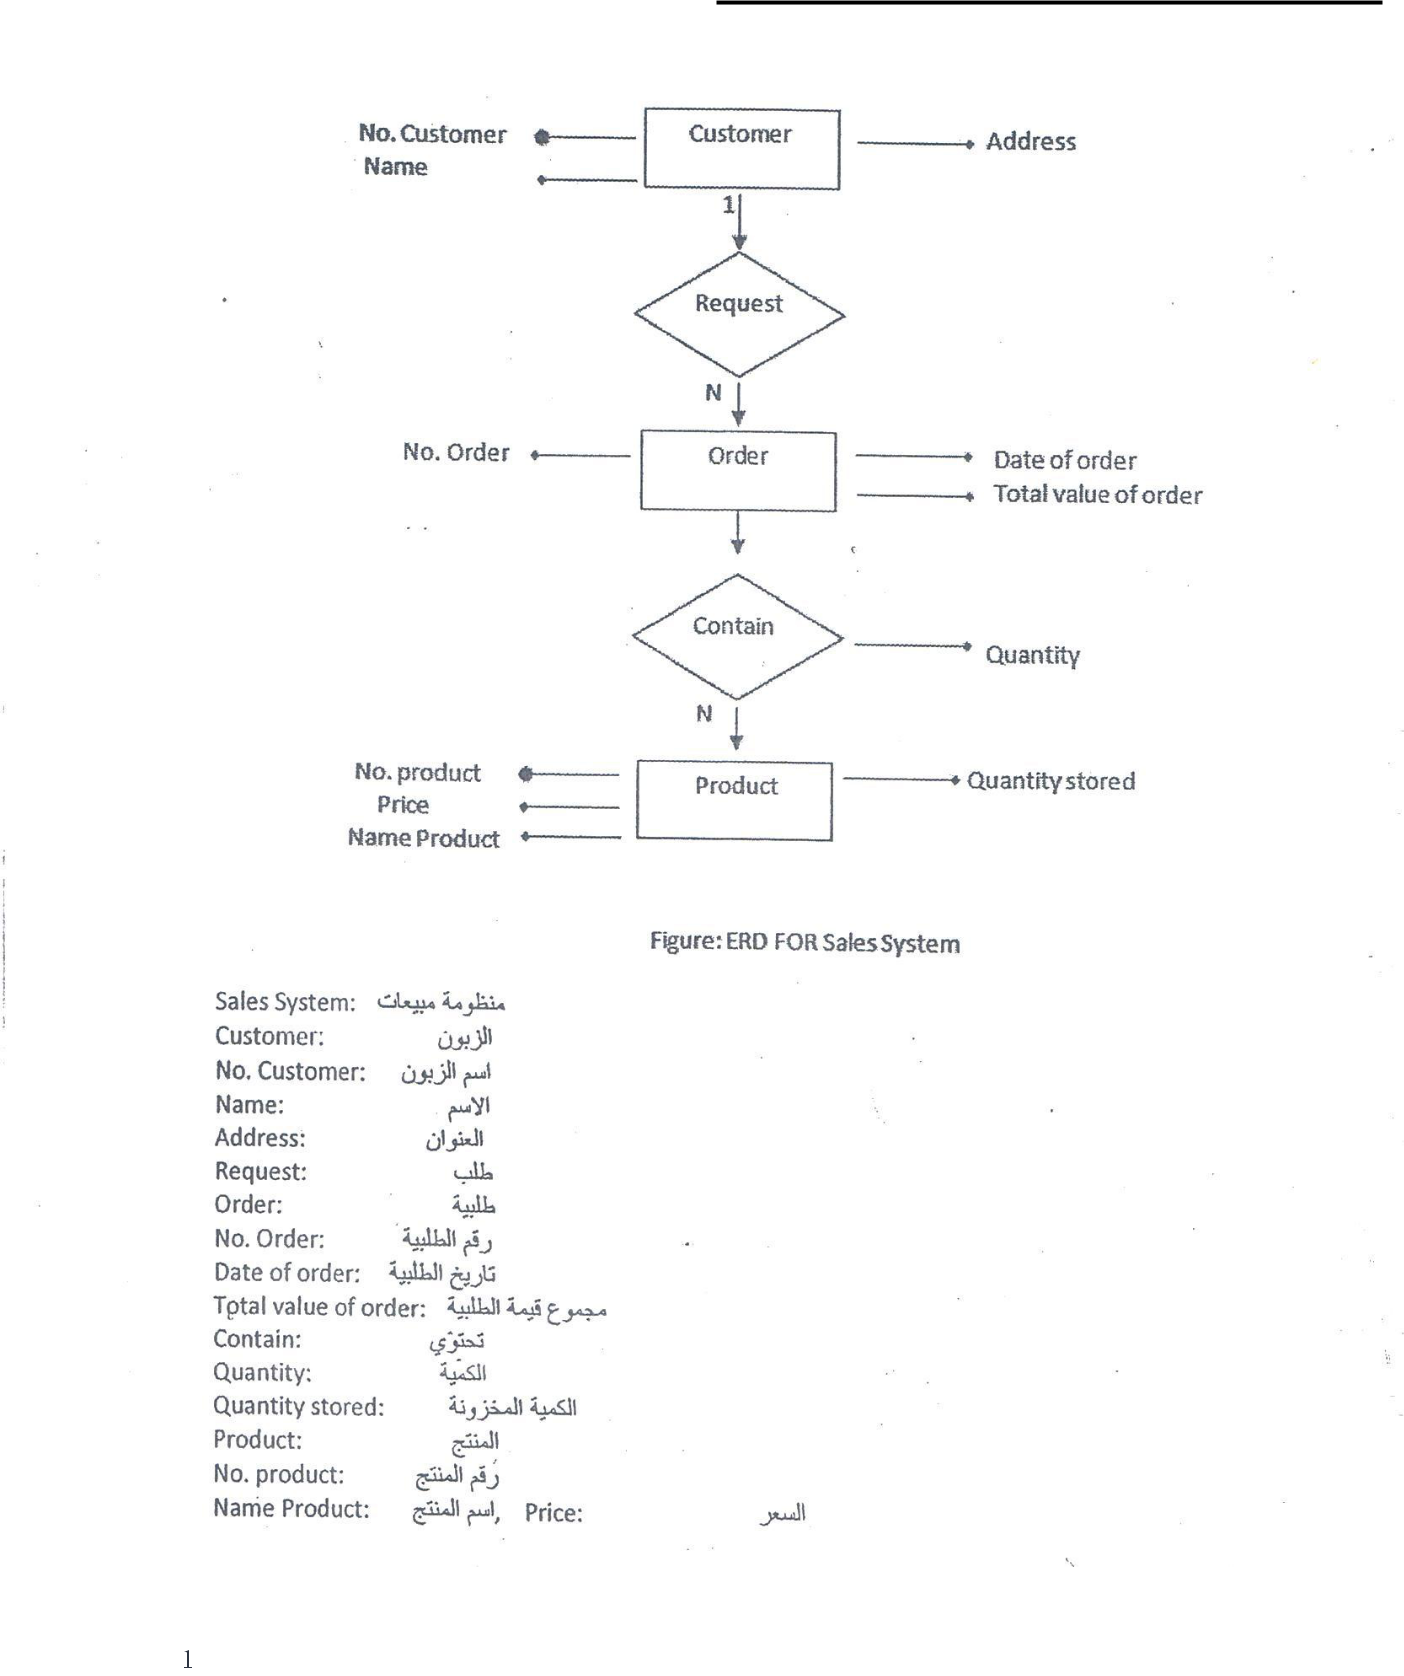 No. Customer
Name
Customer
Address
1
Request
N
No. Order
Order
Date of order
Total value of order
Contain
Quantity
N
No. product
Price
Name Product
Product
Quantity stored
Figure: ERD FOR Sales System
Sales System: منظومة مبيعات
Customer: الزبون
No. Customer: اسم الزبون
Name: الاسم
Address: العنوان
Request: طلب
Order: طلبية
No. Order: رقم الطلبية
Date of order: تاريخ الطلبية
Total value of order: مجموع قيمة الطلبية
Contain: تحتوي
Quantity: الكمية
Quantity stored: الكمية المخزونة
Product: المنتج
No. product: رقم المنتج
Name Product: اسم المنتج, Price: السعر
1